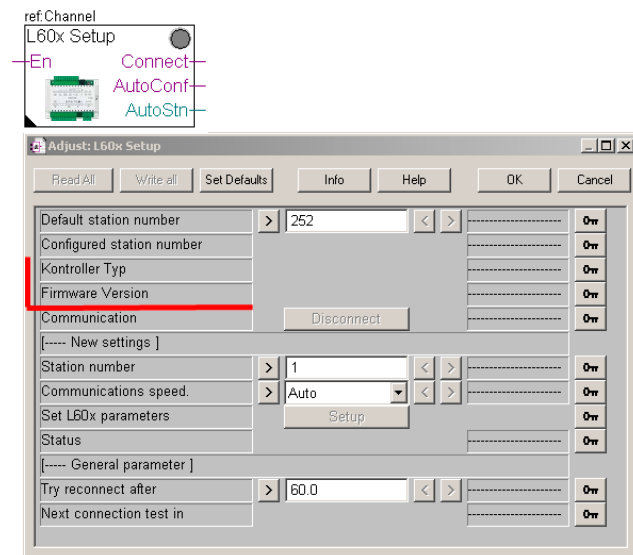 ref:Channel
L60x Setup
En Connect
AutoConf
AutoStn
Adjust: L60x Setup
Read All Write all Set Defaults Info Help OK Cancel
Default station number > 252 < > ---------------------
Configured station number ---------------------
Kontroller Typ ---------------------
Firmware Version ---------------------
Communication Disconnect ---------------------
[----- New settings ]
Station number > 1 < > ---------------------
Communications speed. > Auto < > ---------------------
Set L60x parameters Setup
Status ---------------------
[----- General parameter ]
Try reconnect after > 60.0 < > ---------------------
Next connection test in ---------------------